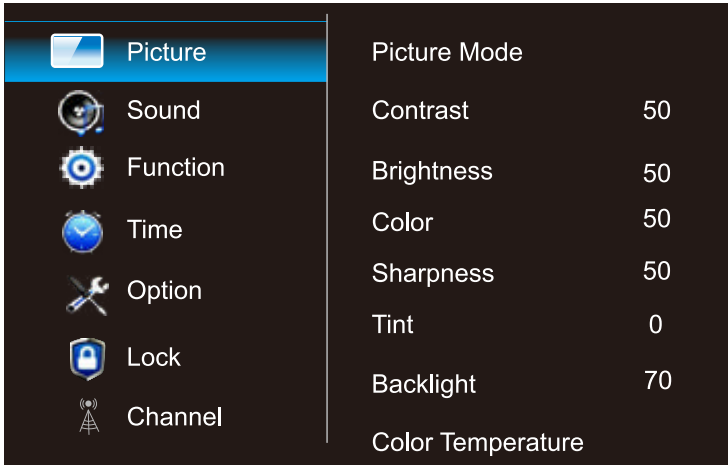 Picture
Sound
Function
Time
Option
Lock
Channel
Picture Mode
Contrast 50
Brightness 50
Color 50
Sharpness 50
Tint 0
Backlight 70
Color Temperature